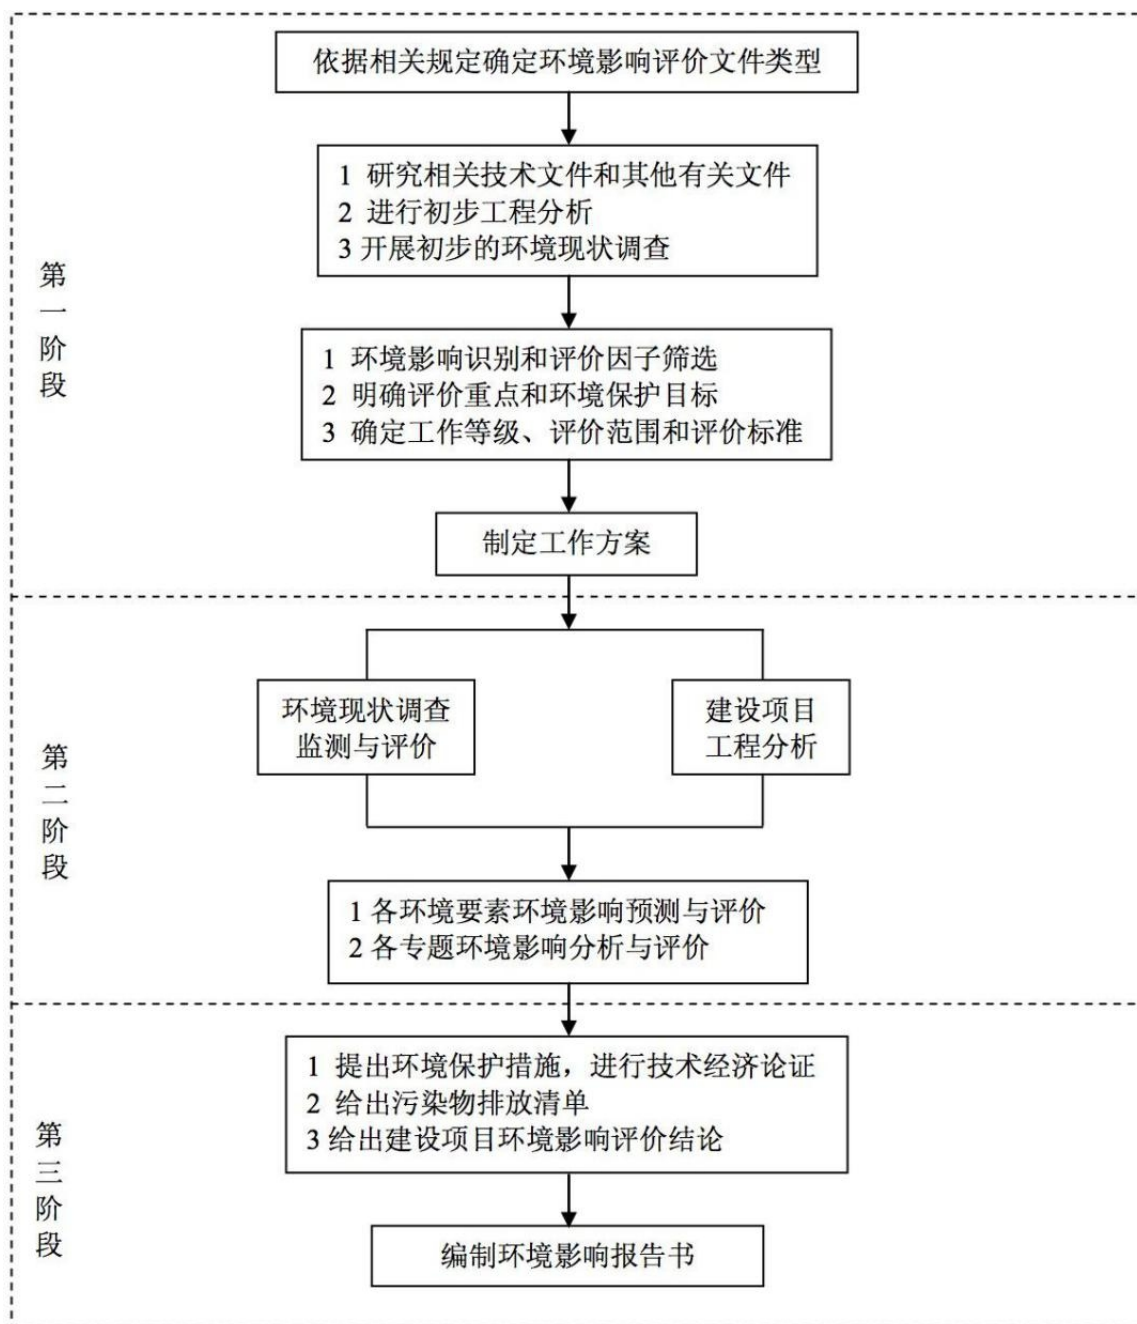 依据相关规定确定环境影响评价文件类型
1 研究相关技术文件和其他有关文件
2 进行初步工程分析
3 开展初步的环境现状调查
第一阶段
1 环境影响识别和评价因子筛选
2 明确评价重点和环境保护目标
3 确定工作等级、评价范围和评价标准
制定工作方案
环境现状调查
监测与评价
建设项目
工程分析
第二阶段
1 各环境要素环境影响预测与评价
2 各专题环境影响分析与评价
1 提出环境保护措施，进行技术经济论证
2 给出污染物排放清单
3 给出建设项目环境影响评价结论
第三阶段
编制环境影响报告书